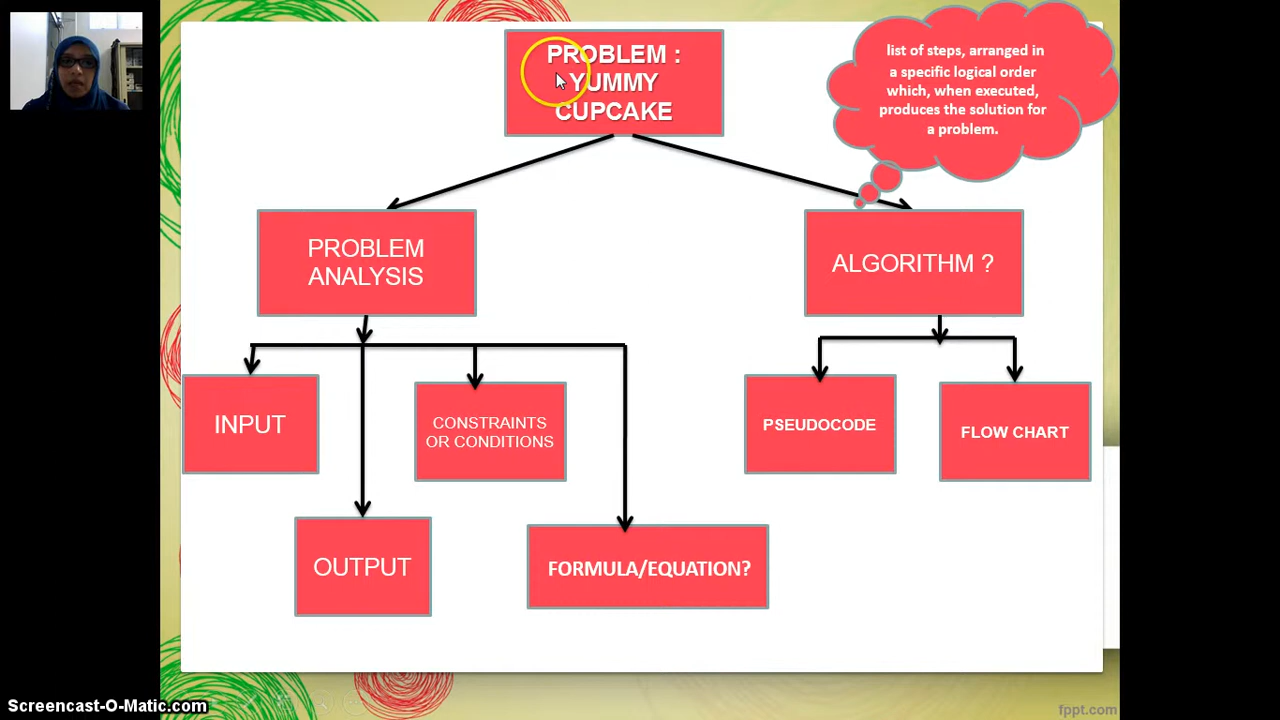 PROBLEM :
YUMMY
CUPCAKE
list of steps, arranged in
a specific logical order
which, when executed,
produces the solution for
a problem.
PROBLEM
ANALYSIS
ALGORITHM ?
INPUT
CONSTRAINTS
OR CONDITIONS
PSEUDOCODE
FLOW CHART
OUTPUT
FORMULA/EQUATION?
Screencast-O-Matic.com
fppt.com